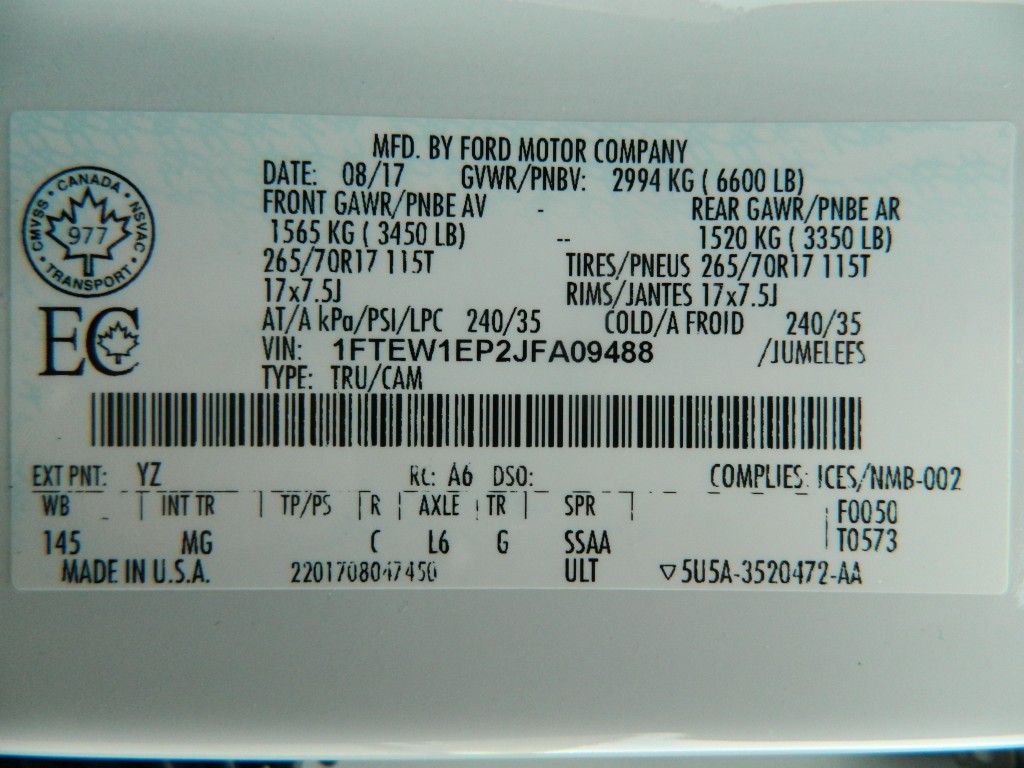 MFD. BY FORD MOTOR COMPANY
DATE: 08/17 GVWR/PNBV: 2994 KG ( 6600 LB)
FRONT GAWR/PNBE AV - REAR GAWR/PNBE AR
1565 KG ( 3450 LB) -- 1520 KG ( 3350 LB)
265/70R17 115T TIRES/PNEUS 265/70R17 115T
17x7.5J RIMS/JANTES 17x7.5J
AT/A kPa/PSI/LPC 240/35 COLD/A FROID 240/35
VIN: 1FTEW1EP2JFA09488 /JUMELEES
TYPE: TRU/CAM
CANADA · NSVAC · TRANSPORT · CMVSS ·
977
EC
EXT PNT: YZ RC: A6 DSO: COMPLIES: ICES/NMB-002
WB INT TR TP/PS R AXLE TR SPR F0050
145 MG C L6 G SSAA T0573
MADE IN U.S.A. 2201708047450 ULT ▽5U5A-3520472-AA